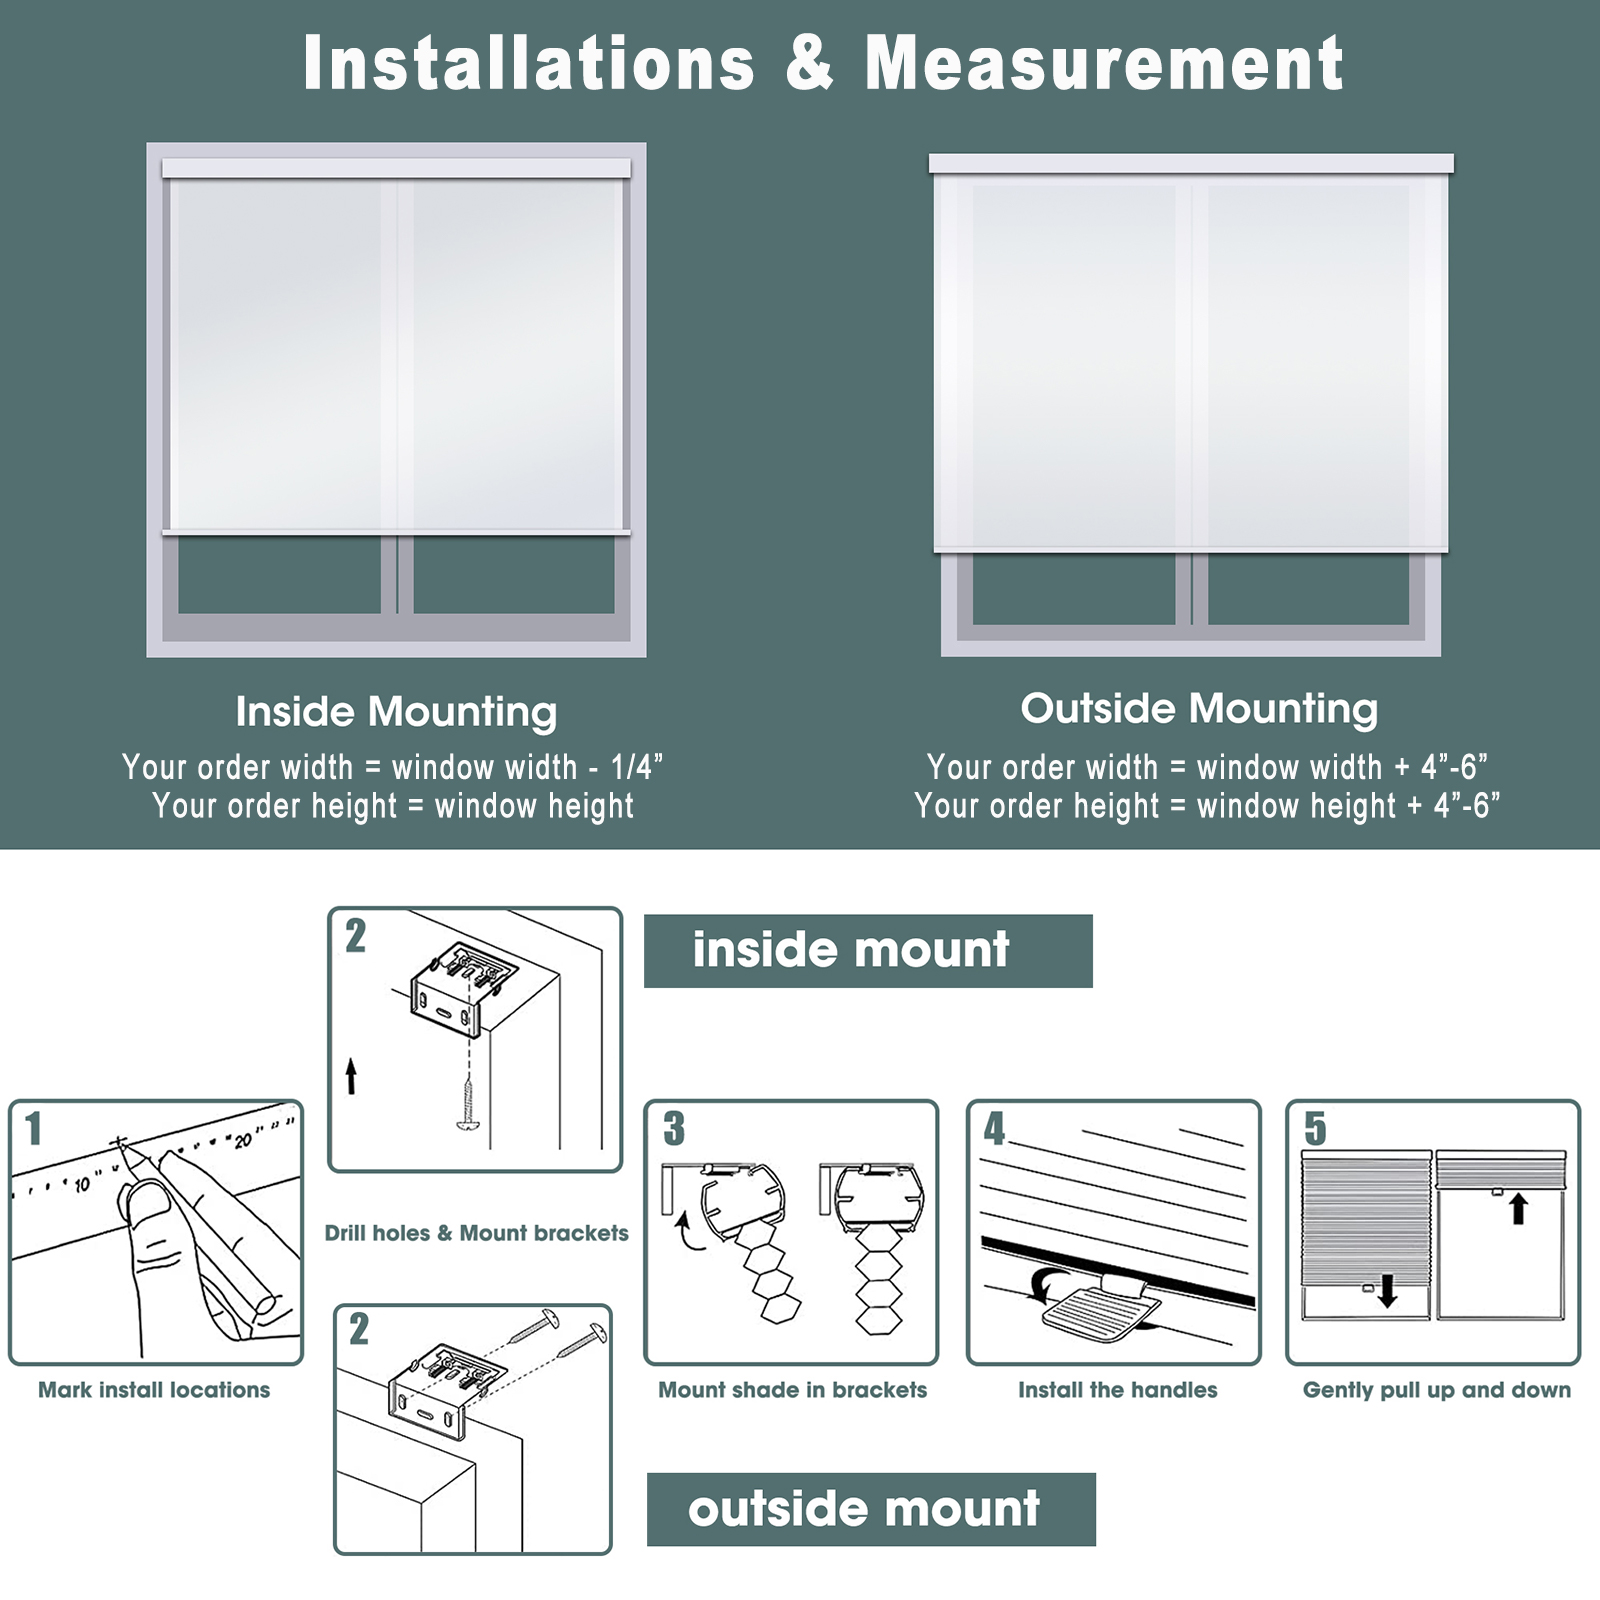 Installations & Measurement
Inside Mounting
Your order width = window width - 1/4”
Your order height = window height
Outside Mounting
Your order width = window width + 4”-6”
Your order height = window height + 4”-6”
2
inside mount
1
10"
"20" " "
Mark install locations
Drill holes & Mount brackets
2
outside mount
3
Mount shade in brackets
4
Install the handles
5
Gently pull up and down